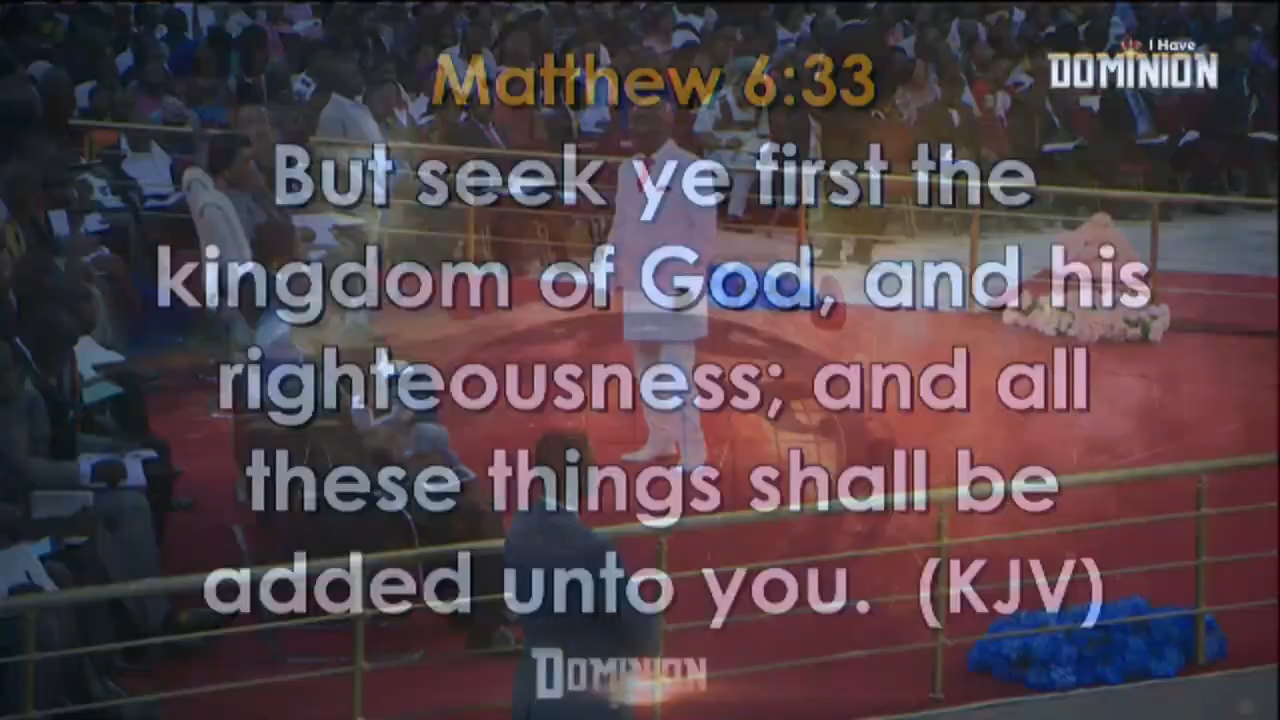 I Have
DOMINION
Matthew 6:33
But seek ye first the
kingdom of God, and his
righteousness; and all
these things shall be
added unto you. (KJV)
DOMINION